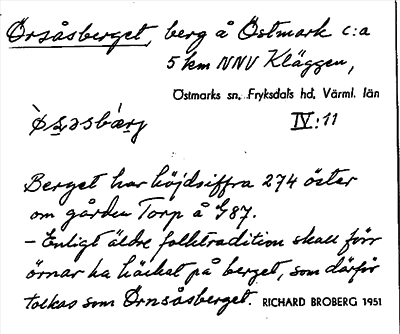 Örsåsberget, berg å Östmark c:a
5 km NNV Kläggen,
Östmarks sn, Fryksdals hd, Värml. län
IV:11
Berget har höjdsiffra 274 öster
om gården Torp å G87.
– Enligt äldre folktradition skall förr
örnar ha häckat på berget, som därför
tolkas som Örnsåsberget. RICHARD BROBERG 1951